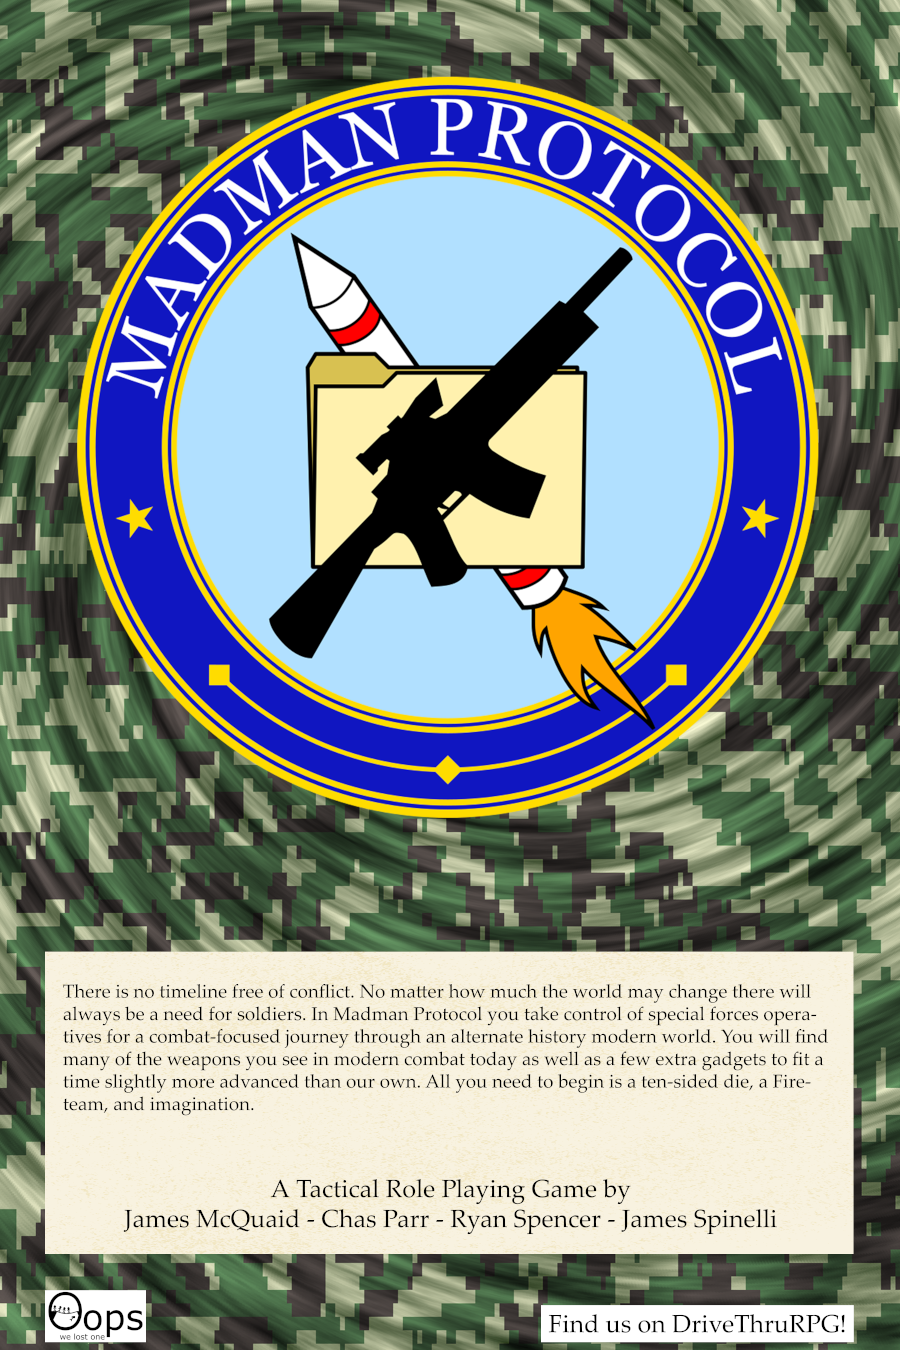 MADMAN PROTOCOL
There is no timeline free of conflict. No matter how much the world may change there will
always be a need for soldiers. In Madman Protocol you take control of special forces opera-
tives for a combat-focused journey through an alternate history modern world. You will find
many of the weapons you see in modern combat today as well as a few extra gadgets to fit a
time slightly more advanced than our own. All you need to begin is a ten-sided die, a Fire-
team, and imagination.
A Tactical Role Playing Game by
James McQuaid - Chas Parr - Ryan Spencer - James Spinelli
Oops
we lost one
Find us on DriveThruRPG!